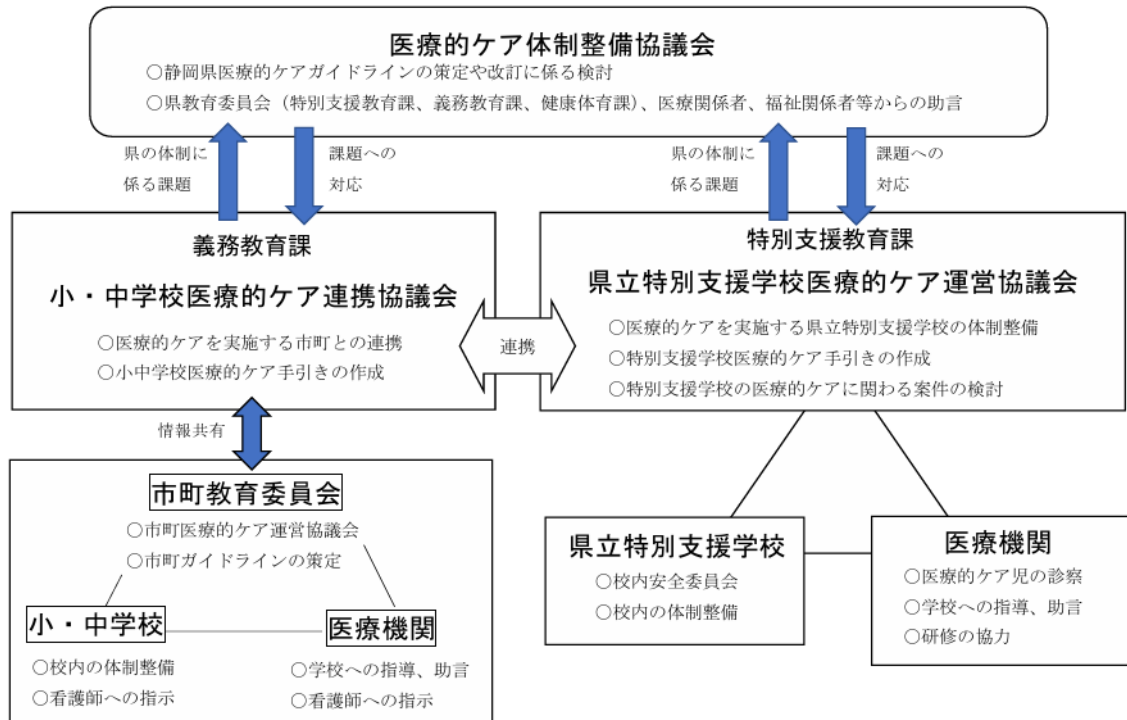 医療的ケア体制整備協議会
○静岡県医療的ケアガイドラインの策定や改訂に係る検討
○県教育委員会（特別支援教育課、義務教育課、健康体育課）、医療関係者、福祉関係者等からの助言
県の体制に
係る課題
課題への
対応
県の体制に
係る課題
課題への
対応
義務教育課
小・中学校医療的ケア連携協議会
○医療的ケアを実施する市町との連携
○小中学校医療的ケア手引きの作成
連携
特別支援教育課
県立特別支援学校医療的ケア運営協議会
○医療的ケアを実施する県立特別支援学校の体制整備
○特別支援学校医療的ケア手引きの作成
○特別支援学校の医療的ケアに関わる案件の検討
情報共有
市町教育委員会
○市町医療的ケア運営協議会
○市町ガイドラインの策定
小・中学校
○校内の体制整備
○看護師への指示
医療機関
○学校への指導、助言
○看護師への指示
県立特別支援学校
○校内安全委員会
○校内の体制整備
医療機関
○医療的ケア児の診察
○学校への指導、助言
○研修の協力